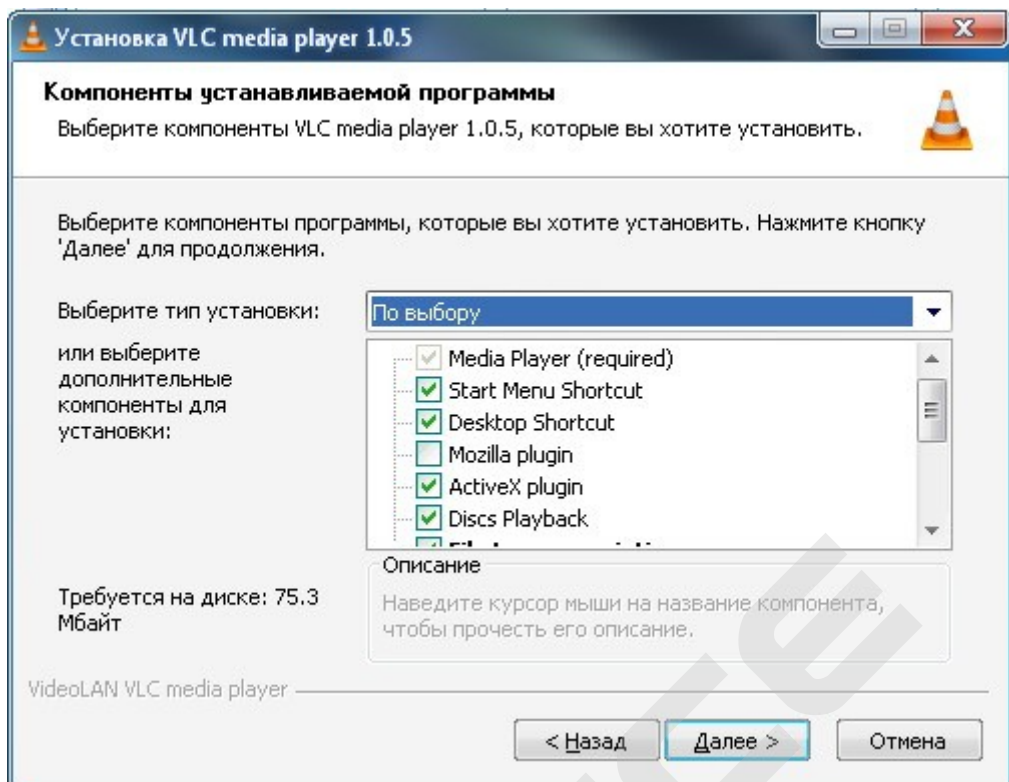 Установка VLC media player 1.0.5
Компоненты устанавливаемой программы
Выберите компоненты VLC media player 1.0.5, которые вы хотите установить.
Выберите компоненты программы, которые вы хотите установить. Нажмите кнопку
'Далее' для продолжения.
Выберите тип установки:
По выбору
или выберите
дополнительные
компоненты для
установки:
Media Player (required)
Start Menu Shortcut
Desktop Shortcut
Mozilla plugin
ActiveX plugin
Discs Playback
Требуется на диске: 75.3
Мбайт
Описание
Наведите курсор мыши на название компонента,
чтобы прочесть его описание.
VideoLAN VLC media player
< Назад
Далее >
Отмена